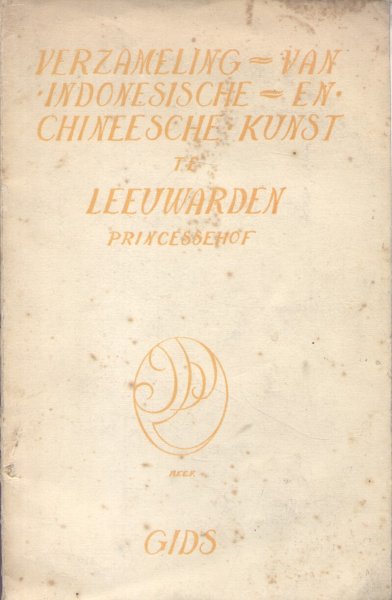 VERZAMELING = VAN
· INDONESISCHE = EN ·
CHINEESCHE · KUNST
TE
LEEUWARDEN
PRINCESSEHOF
GIDS